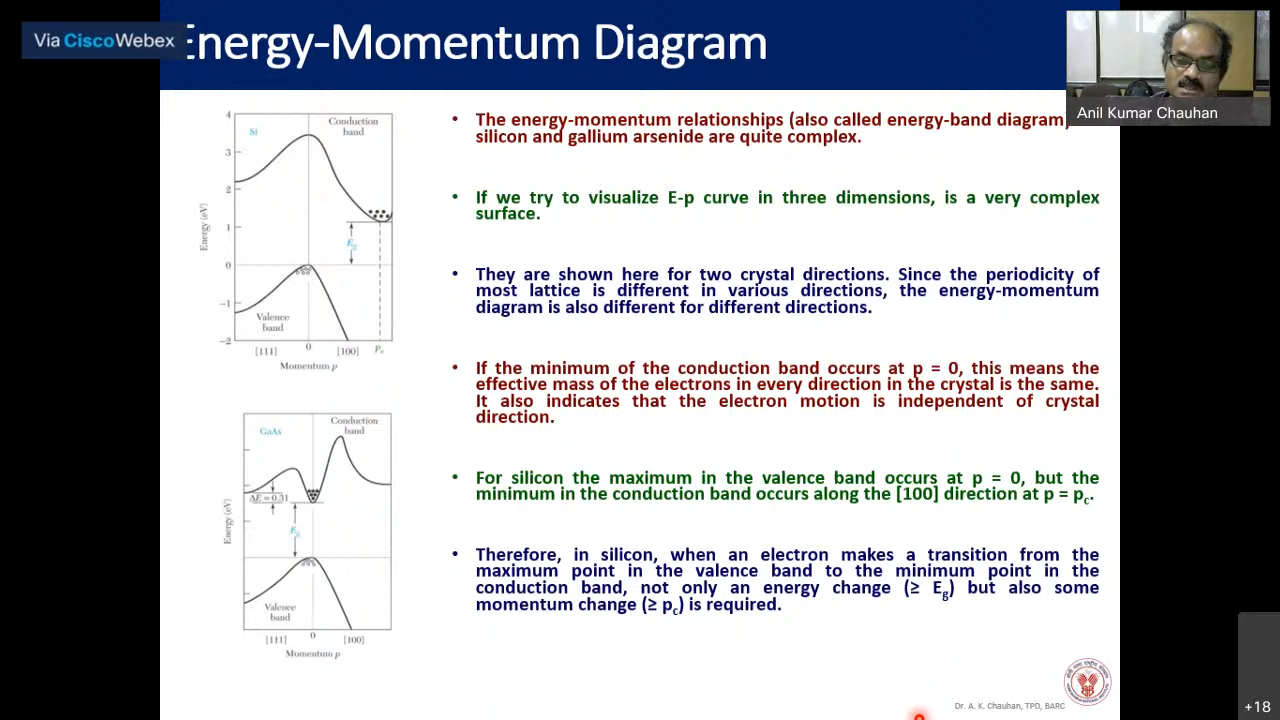 Via CiscoWebex
Energy-Momentum Diagram
Anil Kumar Chauhan
4
3
2
1
0
−1
−2
Energy (eV)
Si
Conduction
band
Eg
Valence
band
[111]
0
[100]
pc
Momentum p
GaAs
Conduction
band
ΔE = 0.31
Energy (eV)
Eg
Valence
band
[111]
0
[100]
Momentum p
• The energy-momentum relationships (also called energy-band diagram)
silicon and gallium arsenide are quite complex.
• If we try to visualize E-p curve in three dimensions, is a very complex
surface.
• They are shown here for two crystal directions. Since the periodicity of
most lattice is different in various directions, the energy-momentum
diagram is also different for different directions.
• If the minimum of the conduction band occurs at p = 0, this means the
effective mass of the electrons in every direction in the crystal is the same.
It also indicates that the electron motion is independent of crystal
direction.
• For silicon the maximum in the valence band occurs at p = 0, but the
minimum in the conduction band occurs along the [100] direction at p = pc.
• Therefore, in silicon, when an electron makes a transition from the
maximum point in the valence band to the minimum point in the
conduction band, not only an energy change (≥ Eg) but also some
momentum change (≥ pc) is required.
Dr. A. K. Chauhan, TPD, BARC
+18